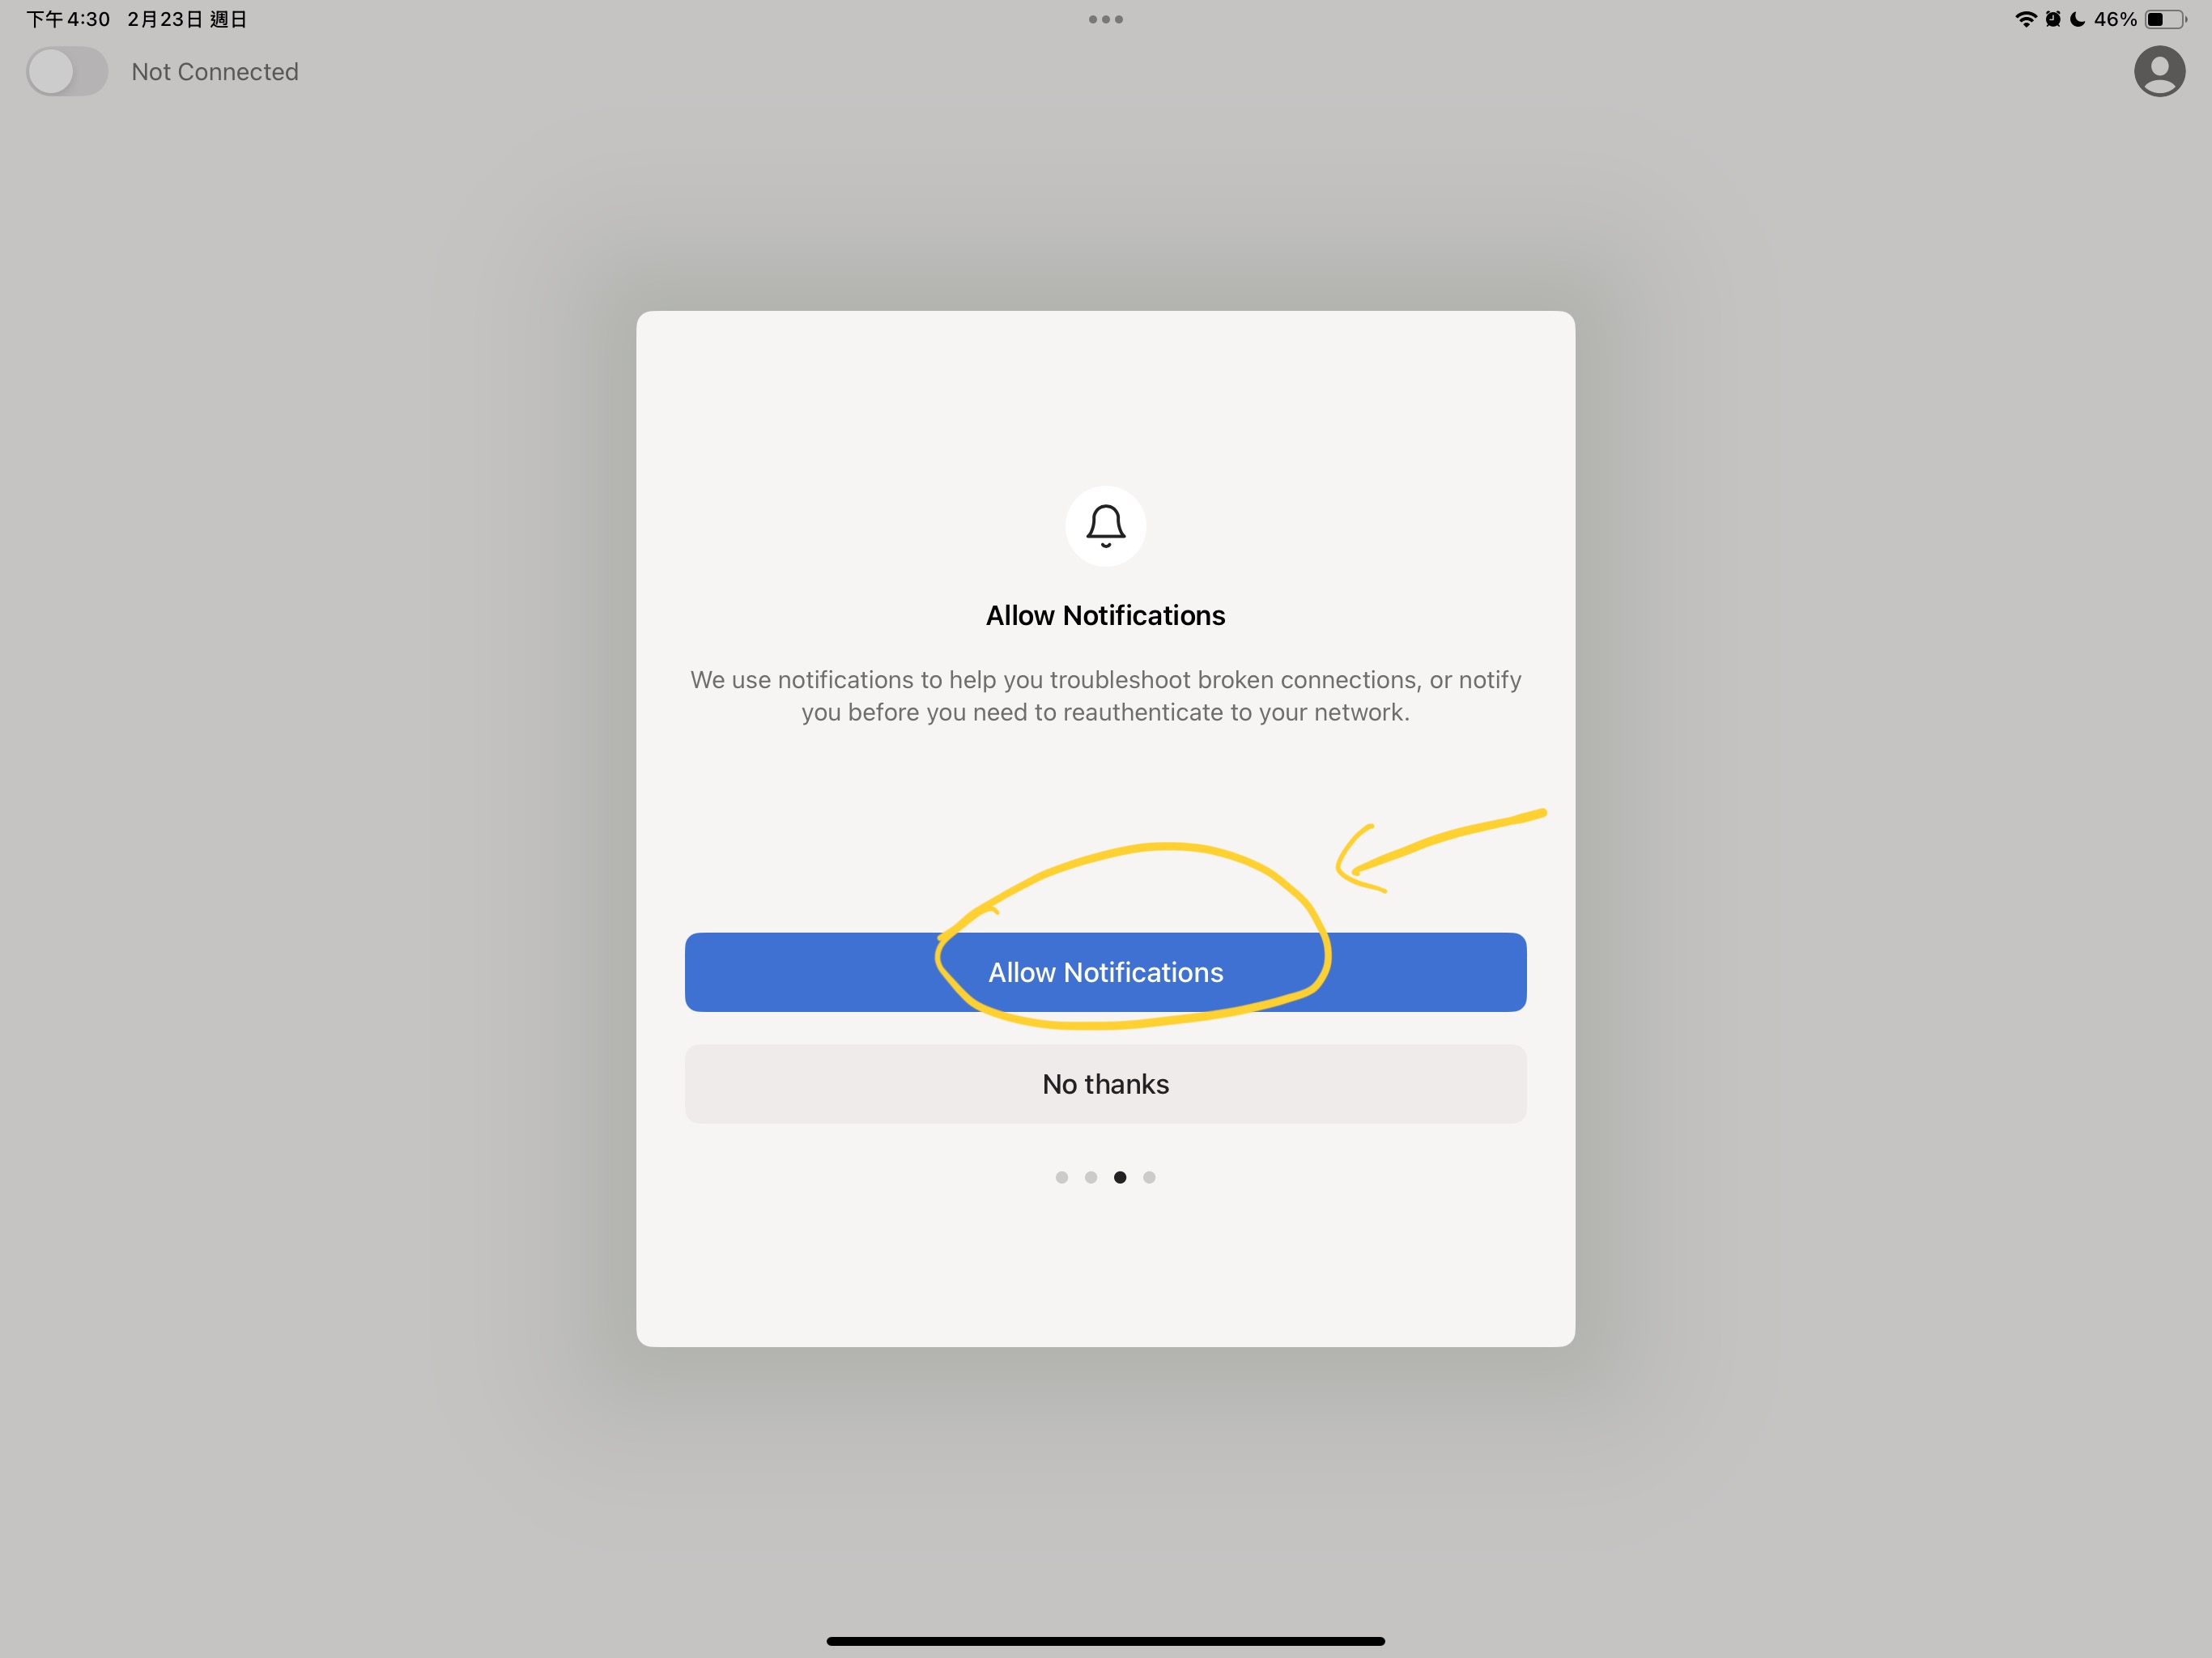 下午4:30 2月23日 週日
46%
Not Connected
Allow Notifications
We use notifications to help you troubleshoot broken connections, or notify
you before you need to reauthenticate to your network.
Allow Notifications
No thanks